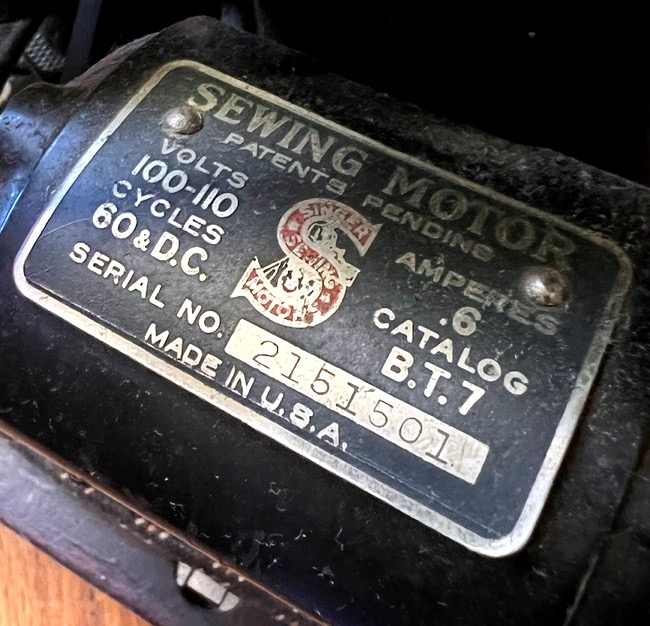 SEWING MOTOR
PATENTS PENDING
VOLTS
100-110
CYCLES
60 & D.C.
SINGER
SEWING
MOTOR
AMPERES
.6
CATALOG
B.T.7
SERIAL NO. 2151501
MADE IN U.S.A.